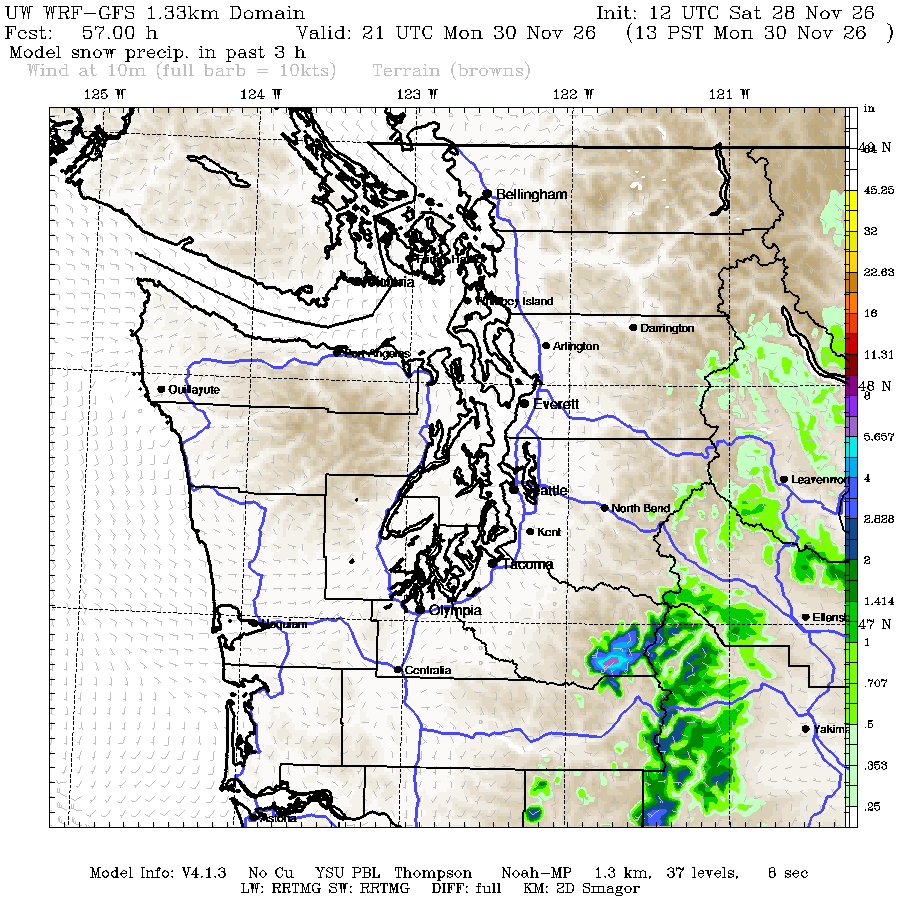 UW WRF-GFS 1.33km Domain Init: 12 UTC Sat 28 Nov 26
Fcst: 57.00 h Valid: 21 UTC Mon 30 Nov 26 (13 PST Mon 30 Nov 26 )
Model snow precip. in past 3 h
Wind at 10m (full barb = 10kts) Terrain (browns)
125 W 124 W 123 W 122 W 121 W
in
49 N
Bellingham
45.25
32
Victoria
22.63
Whidbey Island
16
Darrington
Arlington
Port Angeles
11.31
Quillayute
48 N
8
Everett
5.657
4
Leavenwor
Seattle
North Bend
2.828
Kent
2
Tacoma
1.414
Olympia
Ellens
Hoquiam
47 N
1
Centralia
.707
.5
Yakima
.353
.25
Astoria
Model Info: V4.1.3 No Cu YSU PBL Thompson Noah-MP 1.3 km, 37 levels, 8 sec
LW: RRTMG SW: RRTMG DIFF: full KM: 2D Smagor